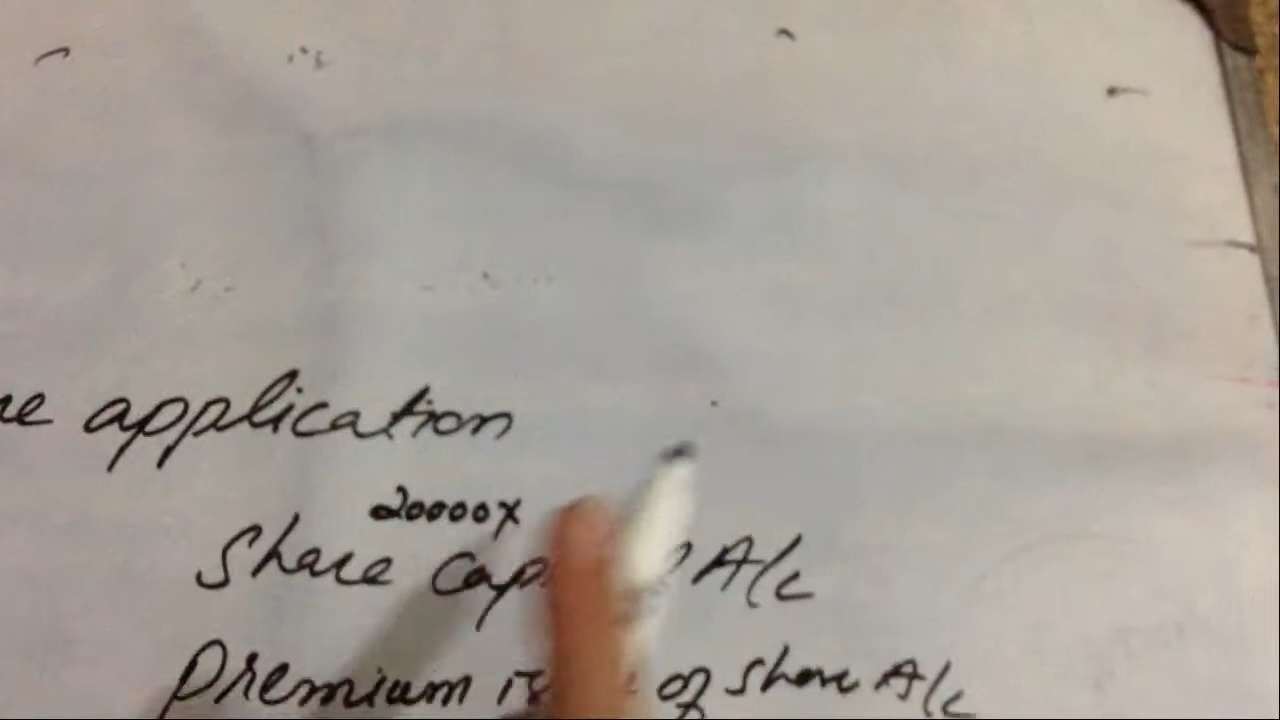 application
20000x
Share A/c
Premium of Share A/c